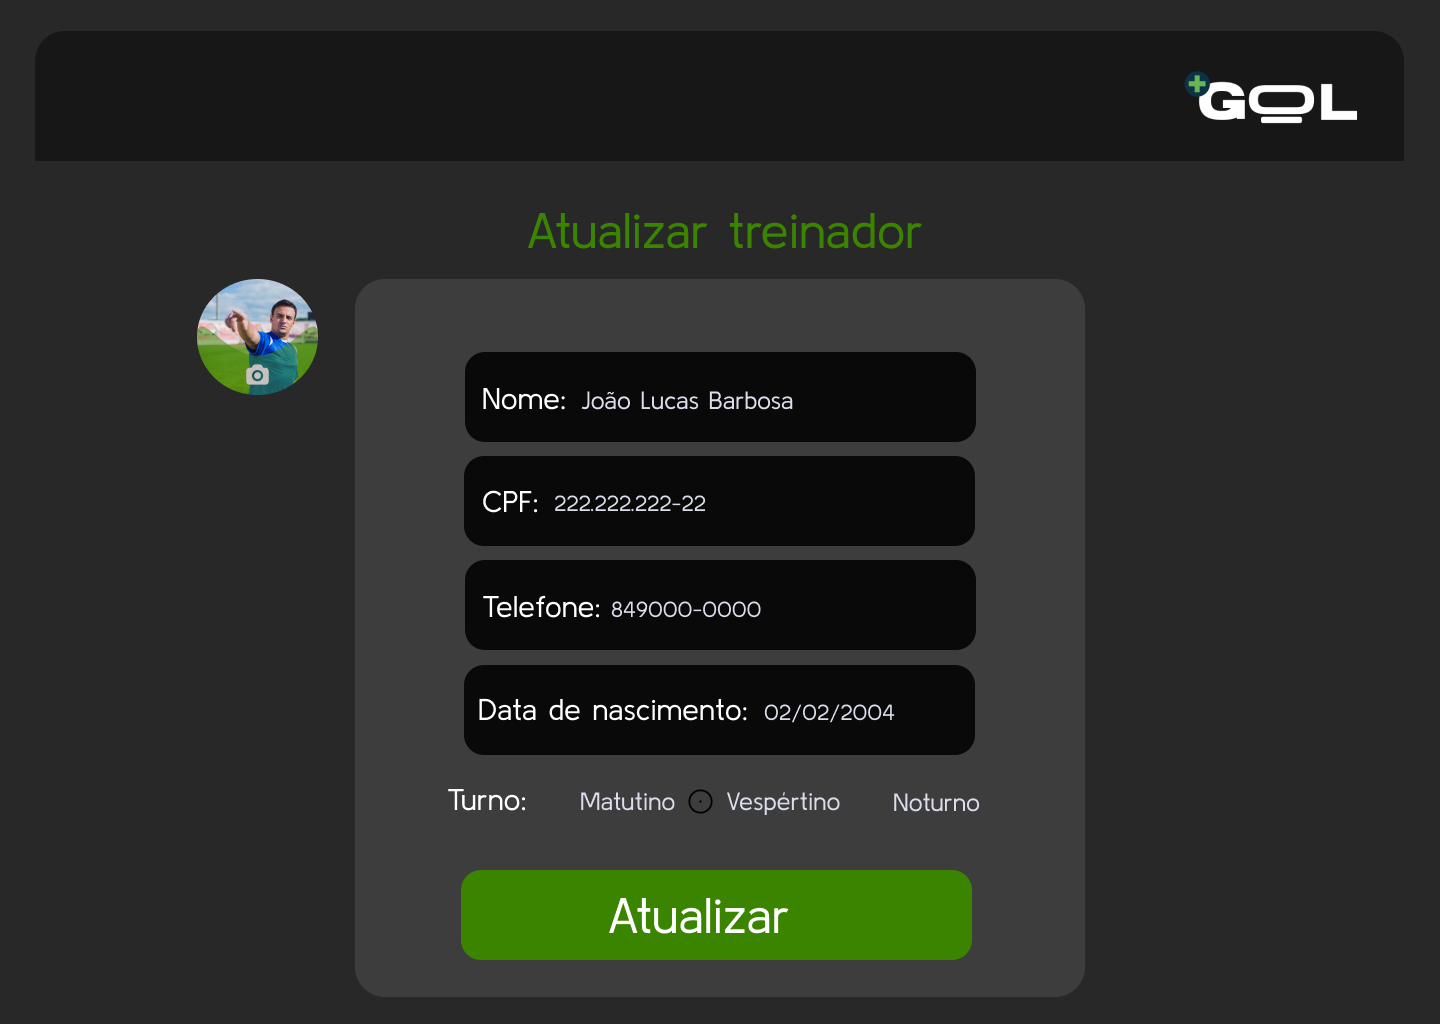 GOL
Atualizar treinador
Nome: João Lucas Barbosa
CPF: 222.222.222-22
Telefone: 849000-0000
Data de nascimento: 02/02/2004
Turno: Matutino Vespértino Noturno
Atualizar